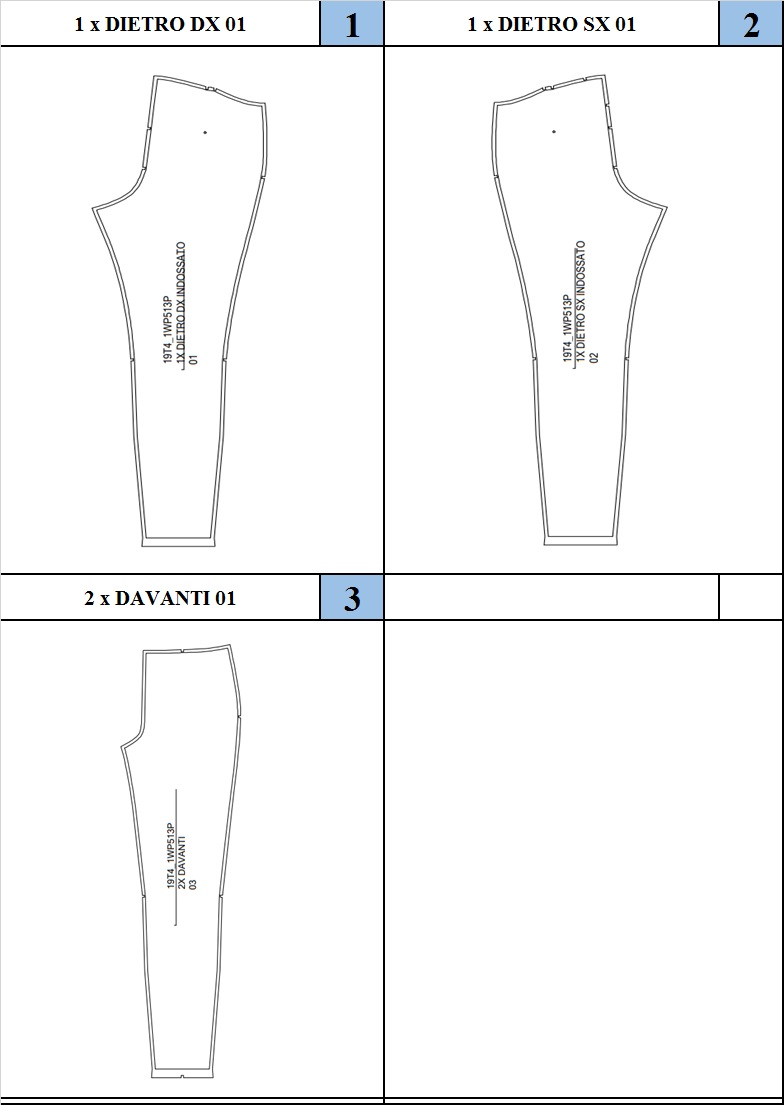 1 x DIETRO DX 01
1
1 x DIETRO SX 01
2
19T4_1WP513P
1X DIETRO DX INDOSSATO
01
19T4_1WP513P
1X DIETRO SX INDOSSATO
02
2 x DAVANTI 01
3
19T4_1WP513P
2X DAVANTI
03